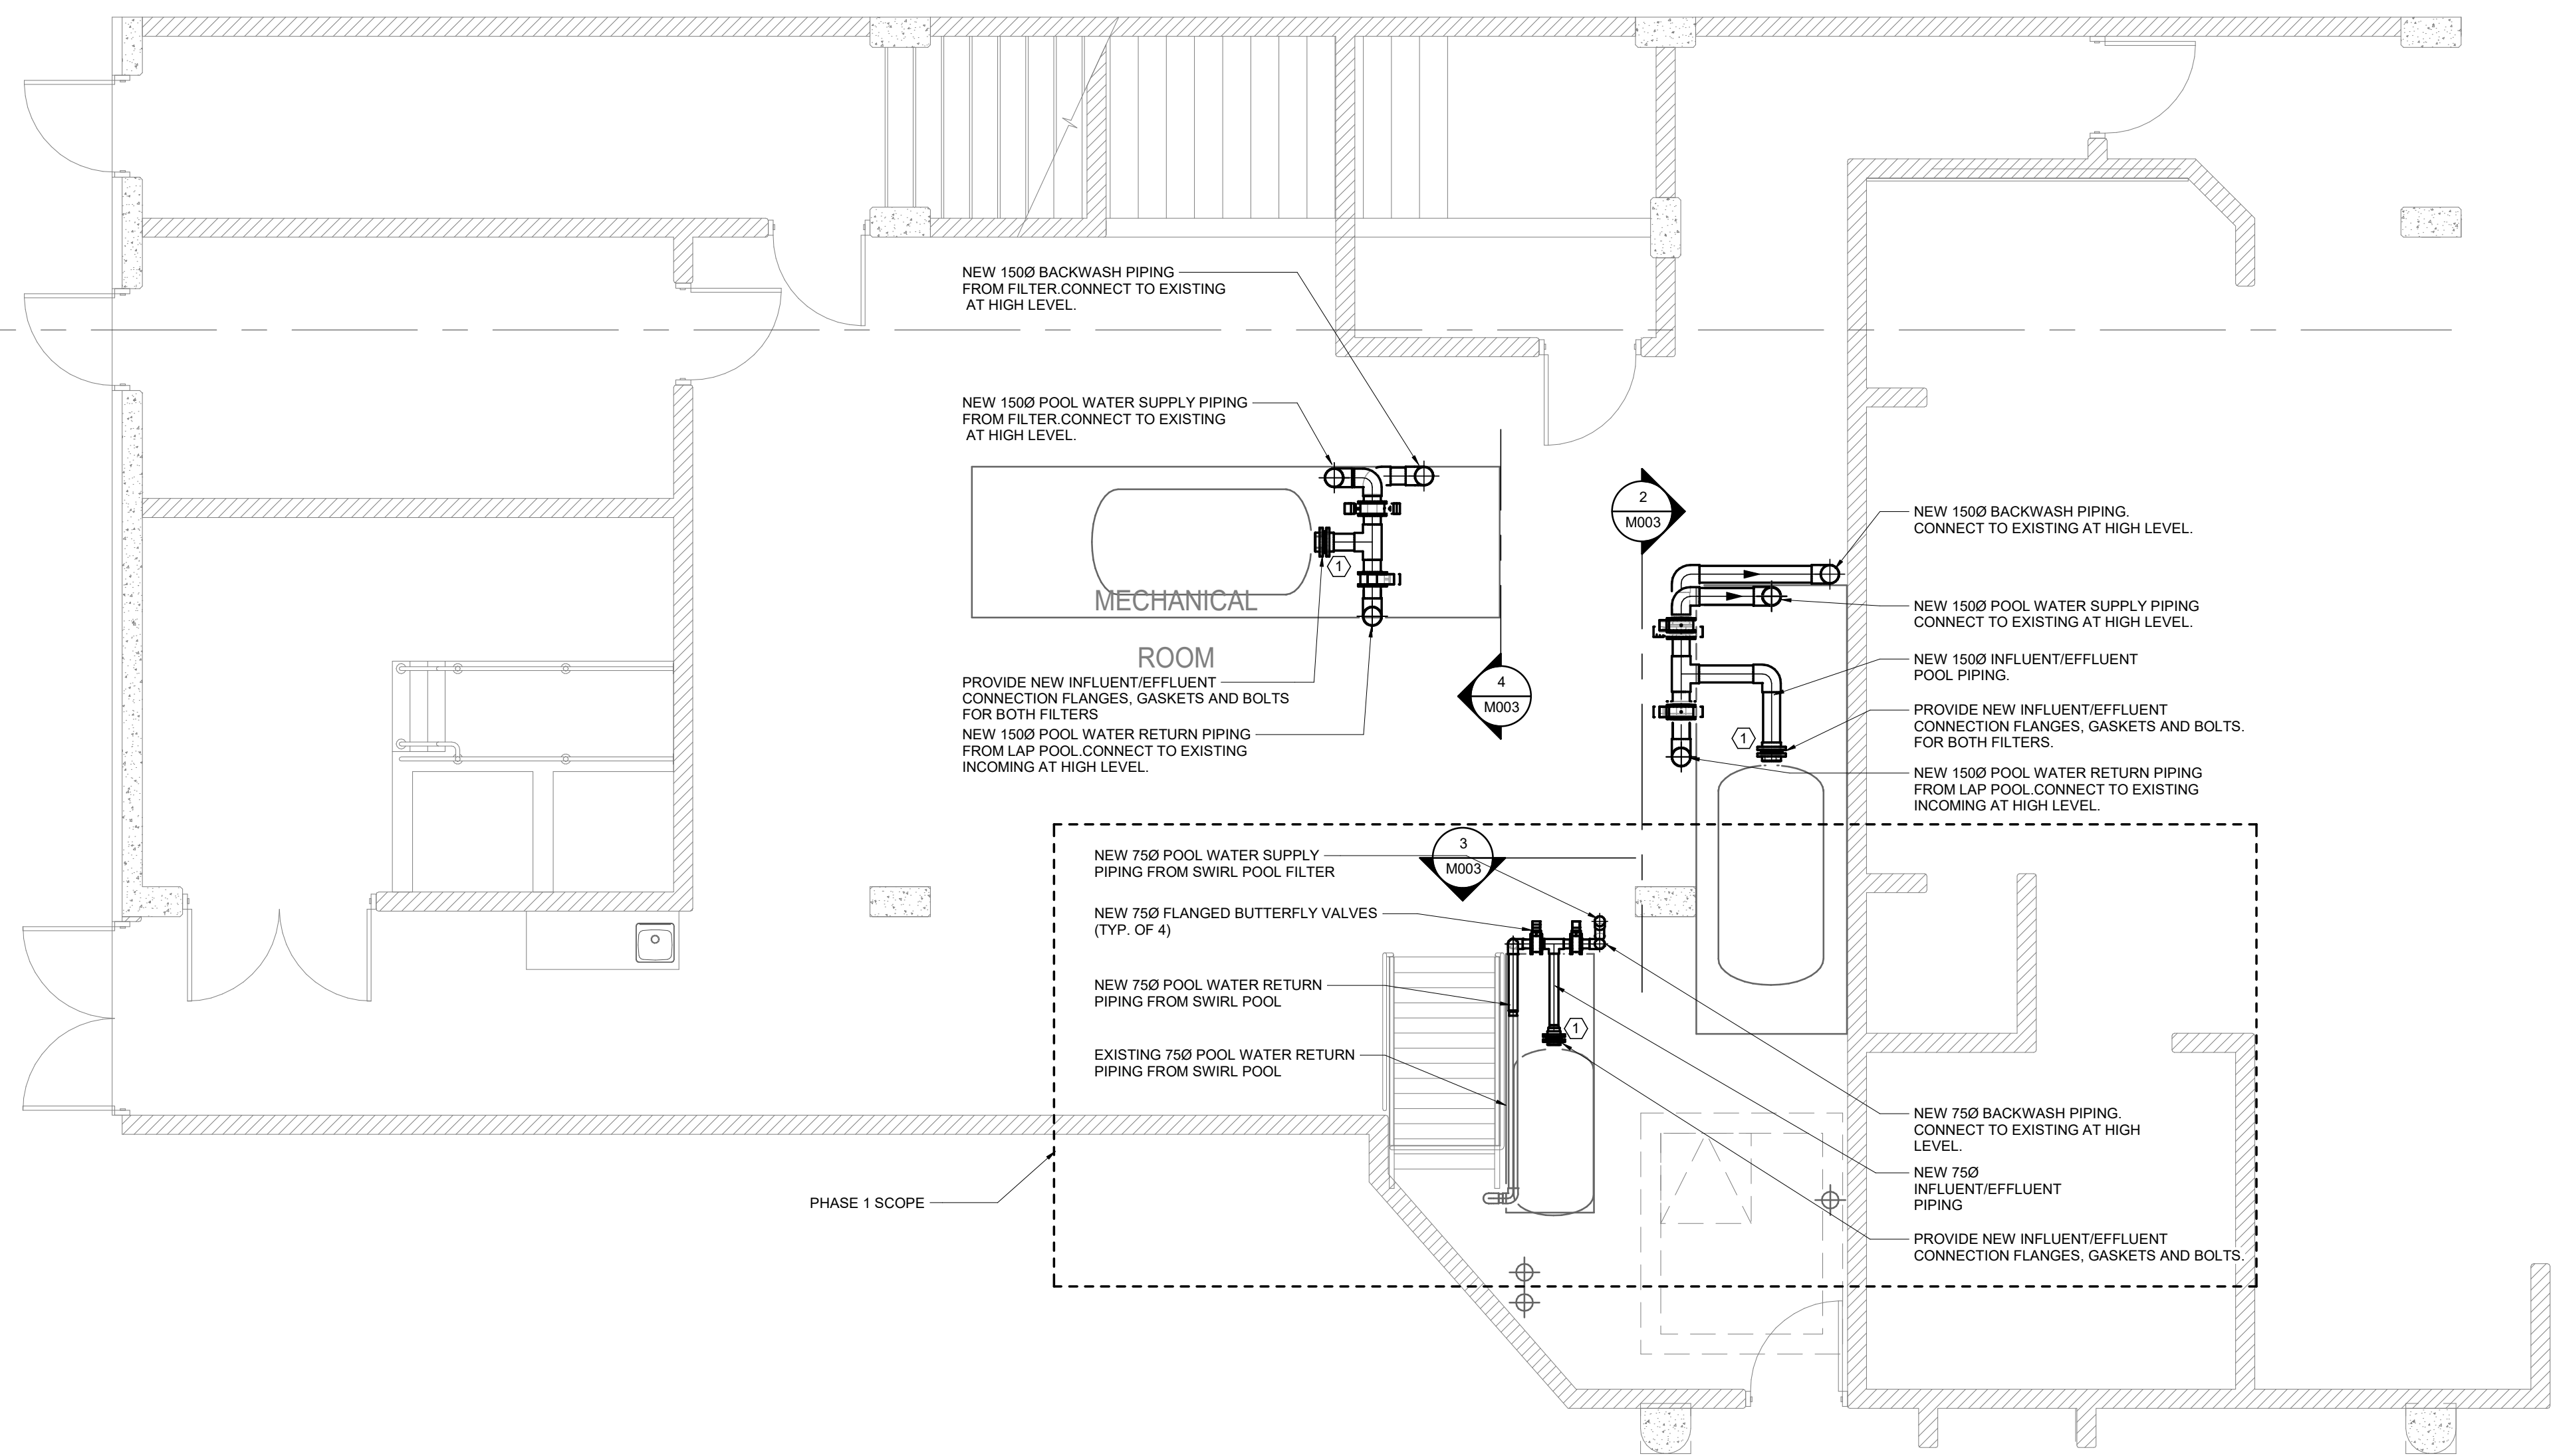 NEW 150Ø BACKWASH PIPING
FROM FILTER.CONNECT TO EXISTING
AT HIGH LEVEL.
NEW 150Ø POOL WATER SUPPLY PIPING
FROM FILTER.CONNECT TO EXISTING
AT HIGH LEVEL.
1
MECHANICAL
ROOM
PROVIDE NEW INFLUENT/EFFLUENT
CONNECTION FLANGES, GASKETS AND BOLTS
FOR BOTH FILTERS
NEW 150Ø POOL WATER RETURN PIPING
FROM LAP POOL.CONNECT TO EXISTING
INCOMING AT HIGH LEVEL.
4
M003
2
M003
NEW 150Ø BACKWASH PIPING.
CONNECT TO EXISTING AT HIGH LEVEL.
NEW 150Ø POOL WATER SUPPLY PIPING
CONNECT TO EXISTING AT HIGH LEVEL.
NEW 150Ø INFLUENT/EFFLUENT
POOL PIPING.
PROVIDE NEW INFLUENT/EFFLUENT
CONNECTION FLANGES, GASKETS AND BOLTS.
FOR BOTH FILTERS.
1
NEW 150Ø POOL WATER RETURN PIPING
FROM LAP POOL.CONNECT TO EXISTING
INCOMING AT HIGH LEVEL.
3
M003
NEW 75Ø POOL WATER SUPPLY
PIPING FROM SWIRL POOL FILTER
NEW 75Ø FLANGED BUTTERFLY VALVES
(TYP. OF 4)
NEW 75Ø POOL WATER RETURN
PIPING FROM SWIRL POOL
1
EXISTING 75Ø POOL WATER RETURN
PIPING FROM SWIRL POOL
PHASE 1 SCOPE
NEW 75Ø BACKWASH PIPING.
CONNECT TO EXISTING AT HIGH
LEVEL.
NEW 75Ø
INFLUENT/EFFLUENT
PIPING
PROVIDE NEW INFLUENT/EFFLUENT
CONNECTION FLANGES, GASKETS AND BOLTS.